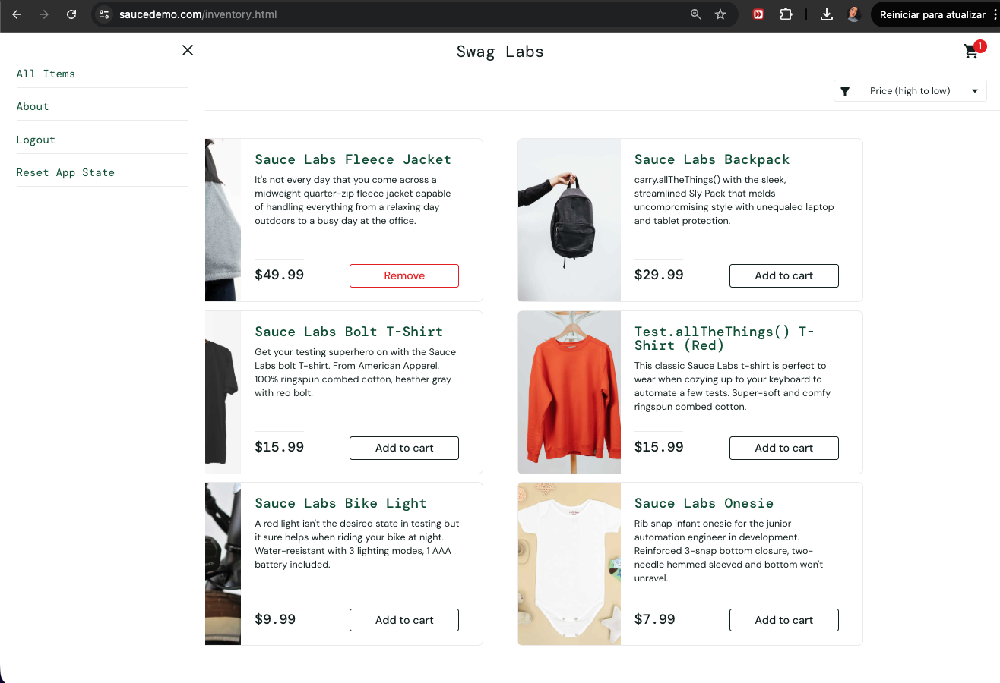 saucedemo.com/inventory.html
Reiniciar para atualizar
Swag Labs
1
All Items
About
Logout
Reset App State
Price (high to low)
Sauce Labs Fleece Jacket
It's not every day that you come across a
midweight quarter-zip fleece jacket capable
of handling everything from a relaxing day
outdoors to a busy day at the office.
$49.99
Remove
Sauce Labs Backpack
carry.allTheThings() with the sleek,
streamlined Sly Pack that melds
uncompromising style with unequaled laptop
and tablet protection.
$29.99
Add to cart
Sauce Labs Bolt T-Shirt
Get your testing superhero on with the Sauce
Labs bolt T-shirt. From American Apparel,
100% ringspun combed cotton, heather gray
with red bolt.
$15.99
Add to cart
Test.allTheThings() T-
Shirt (Red)
This classic Sauce Labs t-shirt is perfect to
wear when cozying up to your keyboard to
automate a few tests. Super-soft and comfy
ringspun combed cotton.
$15.99
Add to cart
Sauce Labs Bike Light
A red light isn't the desired state in testing but
it sure helps when riding your bike at night.
Water-resistant with 3 lighting modes, 1 AAA
battery included.
$9.99
Add to cart
Sauce Labs Onesie
Rib snap infant onesie for the junior
automation engineer in development.
Reinforced 3-snap bottom closure, two-
needle hemmed sleeved and bottom won't
unravel.
$7.99
Add to cart